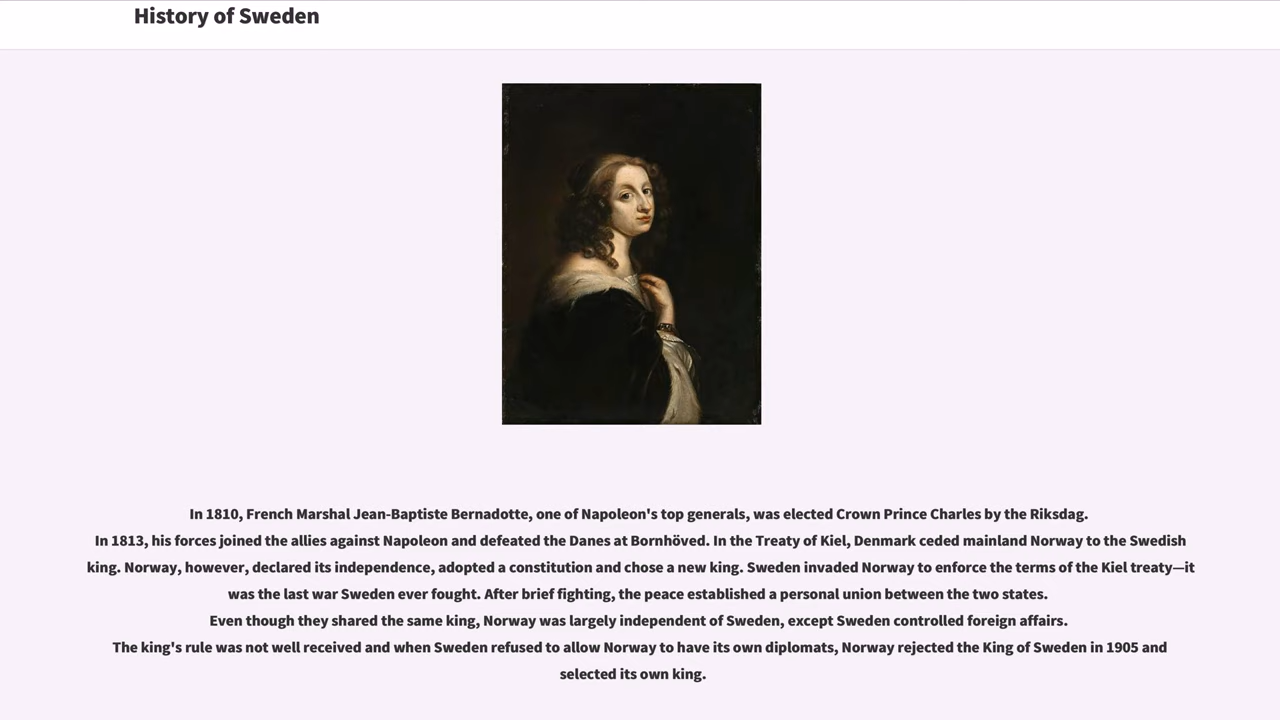 History of Sweden
In 1810, French Marshal Jean-Baptiste Bernadotte, one of Napoleon's top generals, was elected Crown Prince Charles by the Riksdag.
In 1813, his forces joined the allies against Napoleon and defeated the Danes at Bornhöved. In the Treaty of Kiel, Denmark ceded mainland Norway to the Swedish
king. Norway, however, declared its independence, adopted a constitution and chose a new king. Sweden invaded Norway to enforce the terms of the Kiel treaty—it
was the last war Sweden ever fought. After brief fighting, the peace established a personal union between the two states.
Even though they shared the same king, Norway was largely independent of Sweden, except Sweden controlled foreign affairs.
The king's rule was not well received and when Sweden refused to allow Norway to have its own diplomats, Norway rejected the King of Sweden in 1905 and
selected its own king.